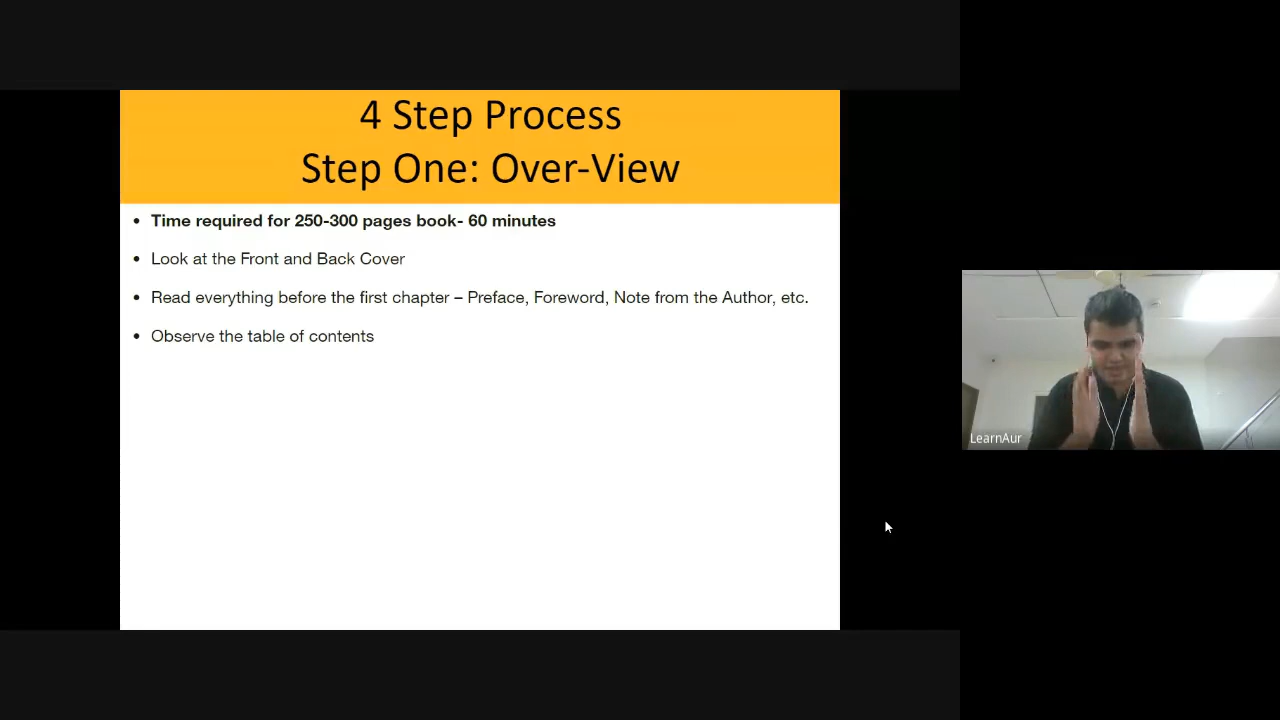 4 Step Process
Step One: Over-View
• Time required for 250-300 pages book- 60 minutes
• Look at the Front and Back Cover
• Read everything before the first chapter – Preface, Foreword, Note from the Author, etc.
• Observe the table of contents
LearnAur